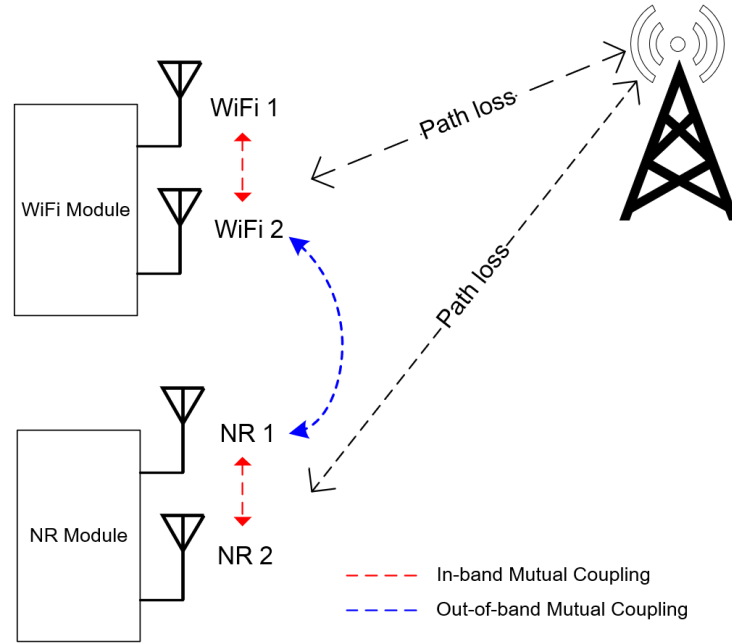 WiFi 1
Path loss
WiFi Module
WiFi 2
Path loss
NR 1
NR Module
NR 2
In-band Mutual Coupling
Out-of-band Mutual Coupling